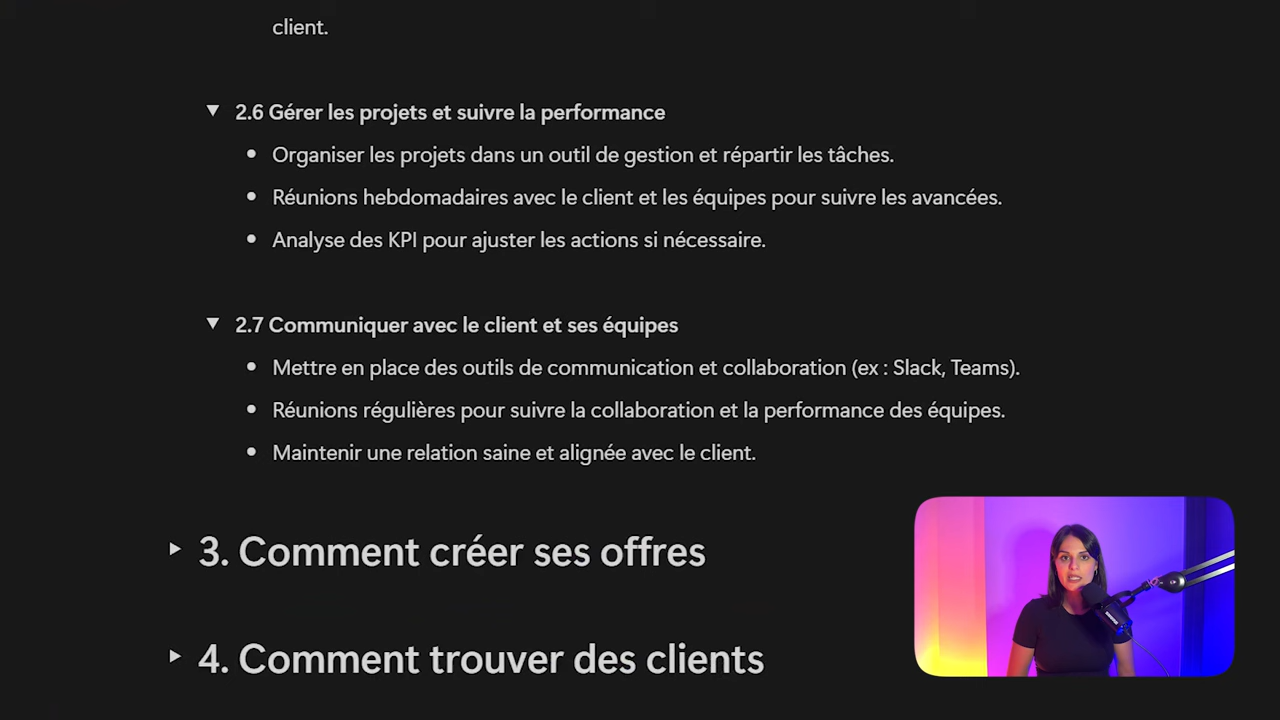 client.
2.6 Gérer les projets et suivre la performance
Organiser les projets dans un outil de gestion et répartir les tâches.
Réunions hebdomadaires avec le client et les équipes pour suivre les avancées.
Analyse des KPI pour ajuster les actions si nécessaire.
2.7 Communiquer avec le client et ses équipes
Mettre en place des outils de communication et collaboration (ex : Slack, Teams).
Réunions régulières pour suivre la collaboration et la performance des équipes.
Maintenir une relation saine et alignée avec le client.
3. Comment créer ses offres
4. Comment trouver des clients